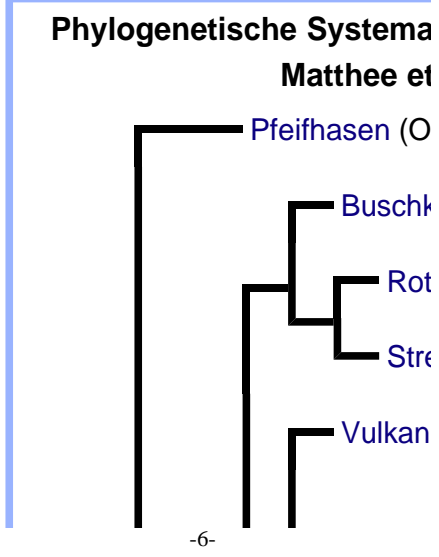 Phylogenetische Systema
Matthee et
Pfeifhasen (O
Buschk
Rot
Stre
Vulkan
-6-